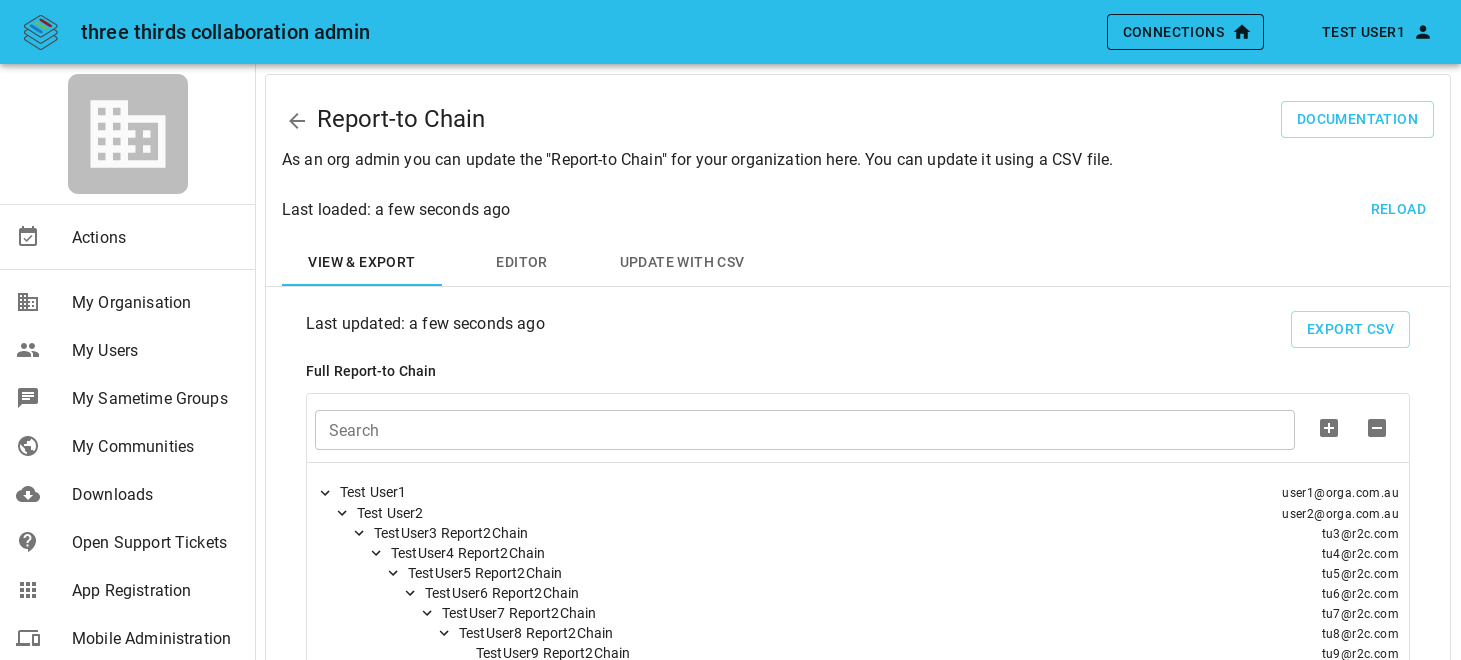 three thirds collaboration admin
CONNECTIONS
TEST USER1
Actions
My Organisation
My Users
My Sametime Groups
My Communities
Downloads
Open Support Tickets
App Registration
Mobile Administration
Report-to Chain
DOCUMENTATION
As an org admin you can update the "Report-to Chain" for your organization here. You can update it using a CSV file.
Last loaded: a few seconds ago
RELOAD
VIEW & EXPORT
EDITOR
UPDATE WITH CSV
Last updated: a few seconds ago
EXPORT CSV
Full Report-to Chain
Search
Test User1 user1@orga.com.au
Test User2 user2@orga.com.au
TestUser3 Report2Chain tu3@r2c.com
TestUser4 Report2Chain tu4@r2c.com
TestUser5 Report2Chain tu5@r2c.com
TestUser6 Report2Chain tu6@r2c.com
TestUser7 Report2Chain tu7@r2c.com
TestUser8 Report2Chain tu8@r2c.com
TestUser9 Report2Chain tu9@r2c.com